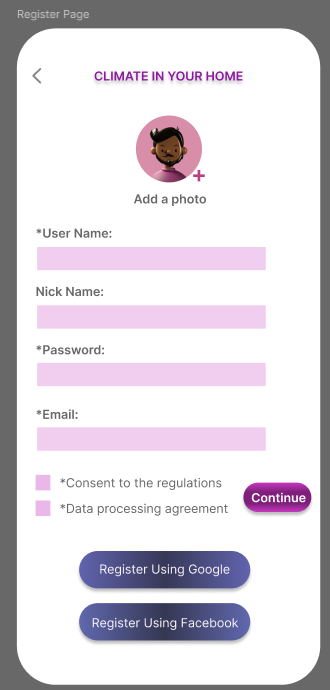 Register Page
CLIMATE IN YOUR HOME
+
Add a photo
*User Name:
Nick Name:
*Password:
*Email:
*Consent to the regulations
*Data processing agreement
Continue
Register Using Google
Register Using Facebook